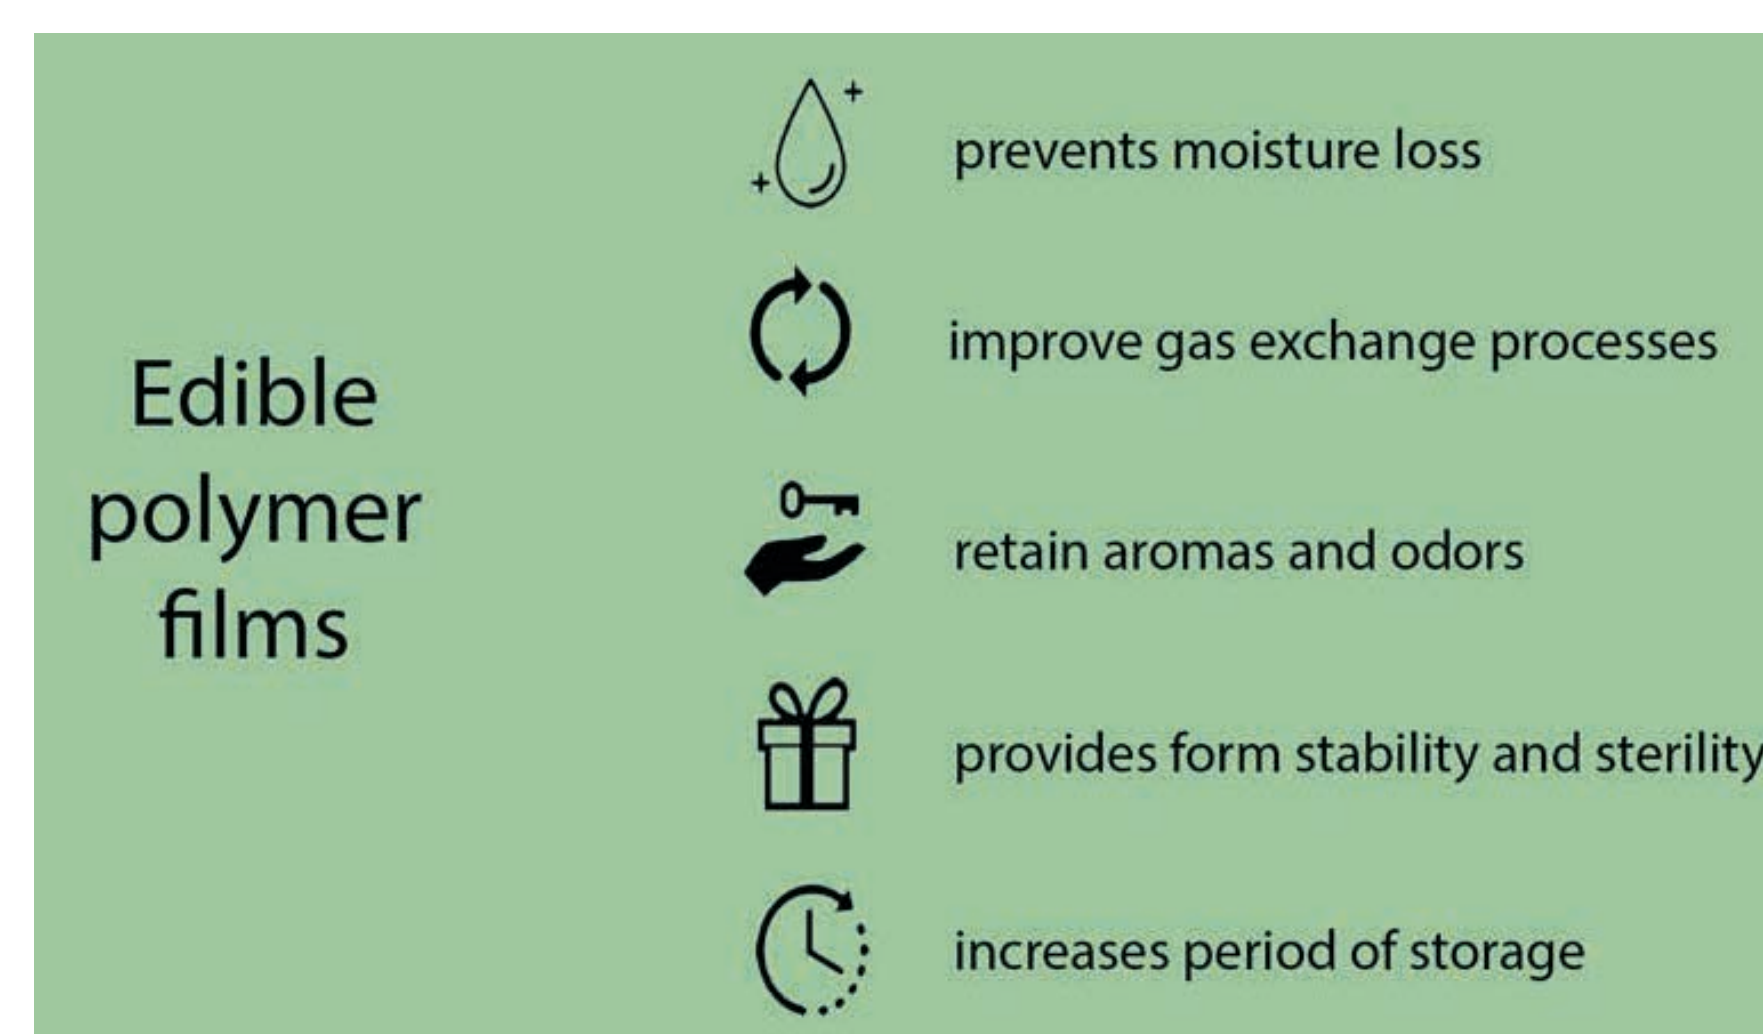 Edible
polymer
films
prevents moisture loss
improve gas exchange processes
retain aromas and odors
provides form stability and sterility
increases period of storage